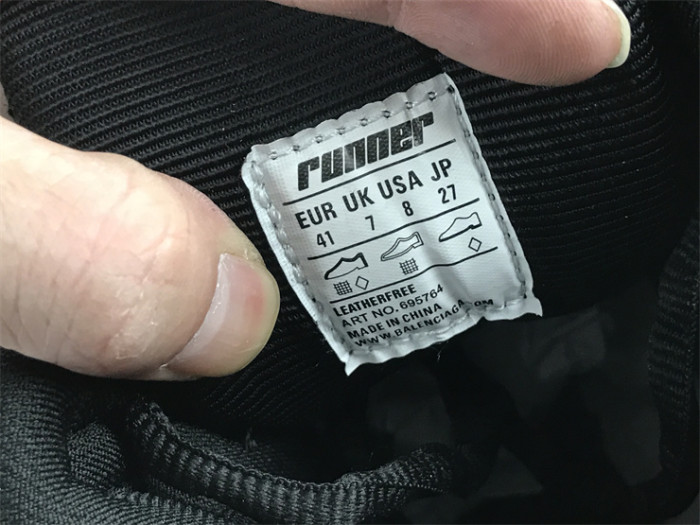 runner
EUR UK USA JP
41 7 8 27
LEATHERFREE
ART NO. 695764
MADE IN CHINA
WWW.BALENCIAGA.COM